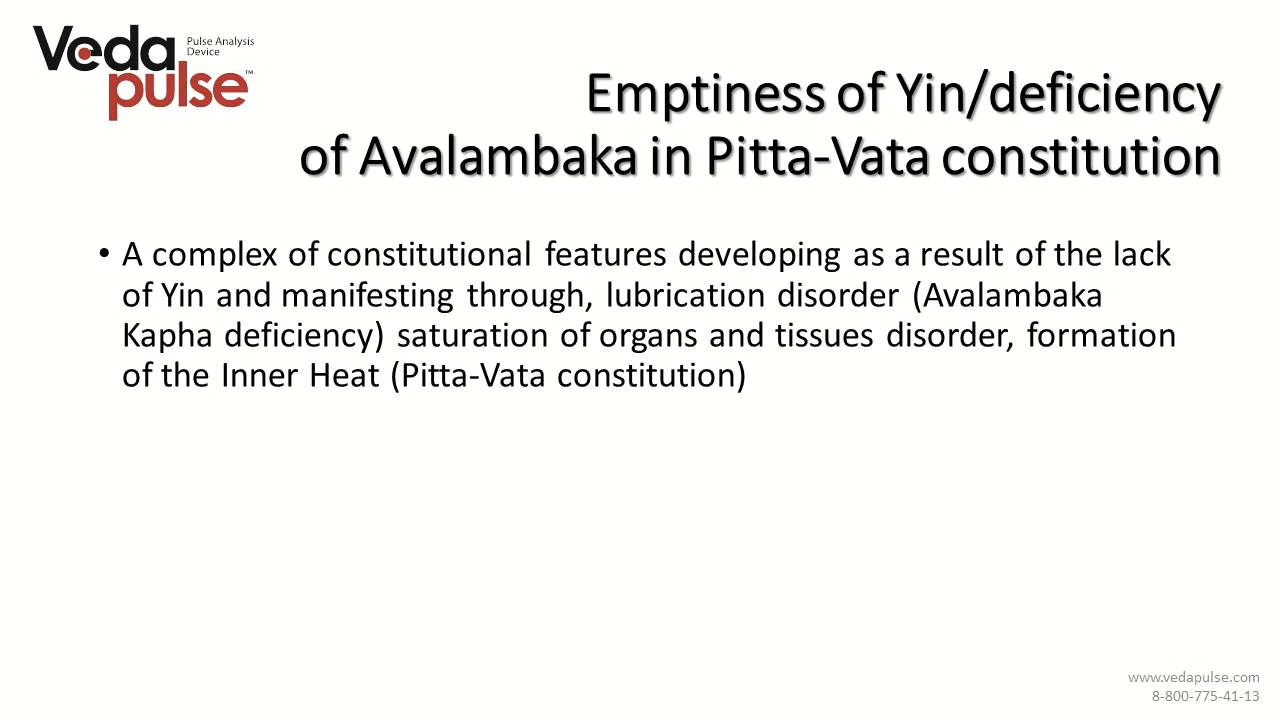 Veda
pulse™
Pulse Analysis
Device
Emptiness of Yin/deficiency
of Avalambaka in Pitta-Vata constitution
• A complex of constitutional features developing as a result of the lack
of Yin and manifesting through, lubrication disorder (Avalambaka
Kapha deficiency) saturation of organs and tissues disorder, formation
of the Inner Heat (Pitta-Vata constitution)
www.vedapulse.com
8-800-775-41-13